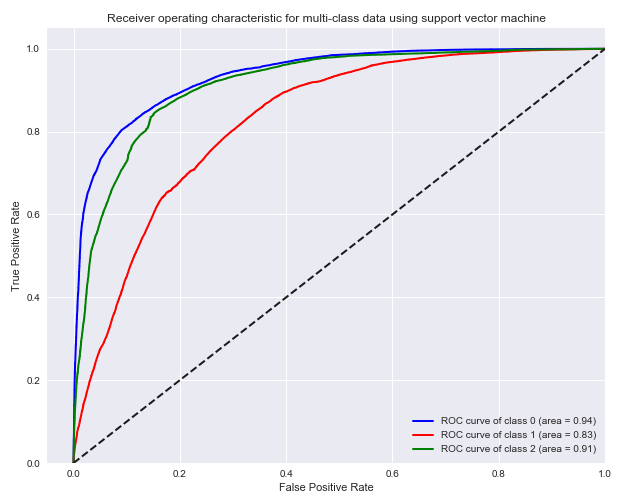 Receiver operating characteristic for multi-class data using support vector machine
1.0
0.8
0.6
0.4
0.2
0.0
True Positive Rate
0.0 0.2 0.4 0.6 0.8 1.0
False Positive Rate
ROC curve of class 0 (area = 0.94)
ROC curve of class 1 (area = 0.83)
ROC curve of class 2 (area = 0.91)